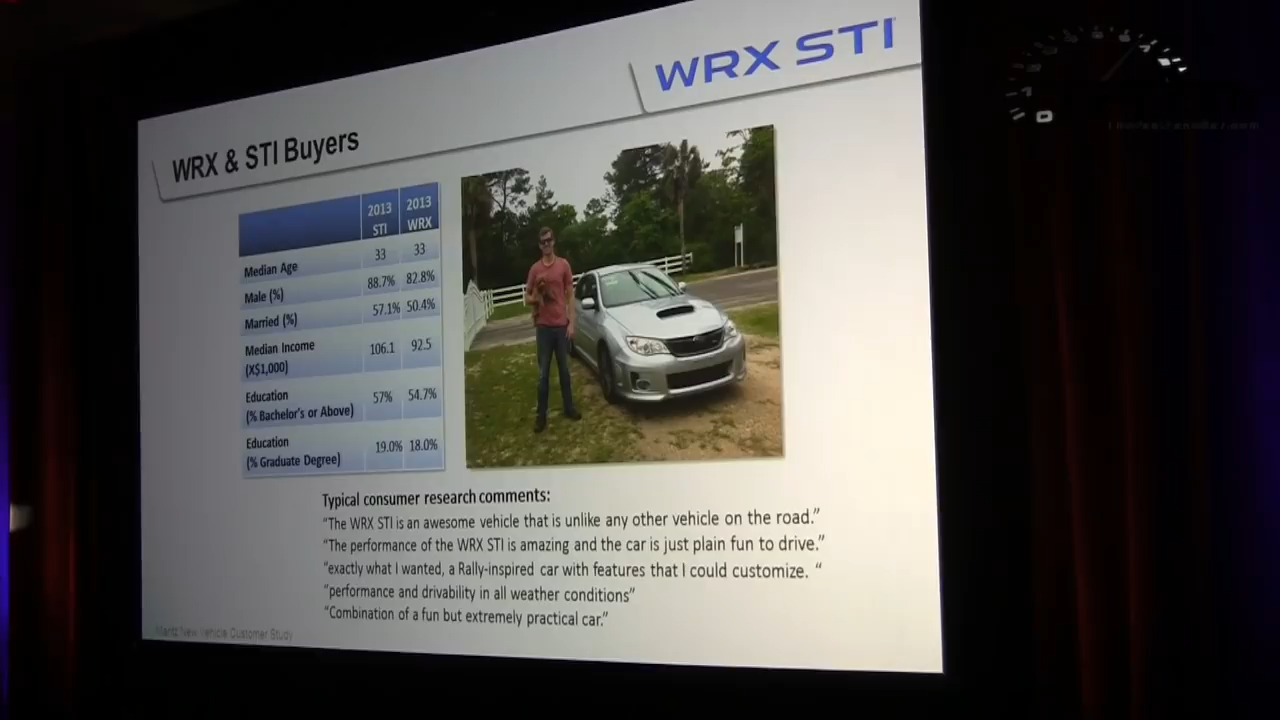 WRX STI
WRX & STI Buyers
2013 STI 2013 WRX
Median Age 33 33
Male (%) 88.7% 82.8%
Married (%) 57.1% 50.4%
Median Income (X$1,000) 106.1 92.5
Education (% Bachelor's or Above) 57% 54.7%
Education (% Graduate Degree) 19.0% 18.0%
Typical consumer research comments:
"The WRX STI is an awesome vehicle that is unlike any other vehicle on the road."
"The performance of the WRX STI is amazing and the car is just plain fun to drive."
"exactly what I wanted, a Rally-inspired car with features that I could customize. "
"performance and drivability in all weather conditions"
"Combination of a fun but extremely practical car."
New Vehicle Customer Study
0